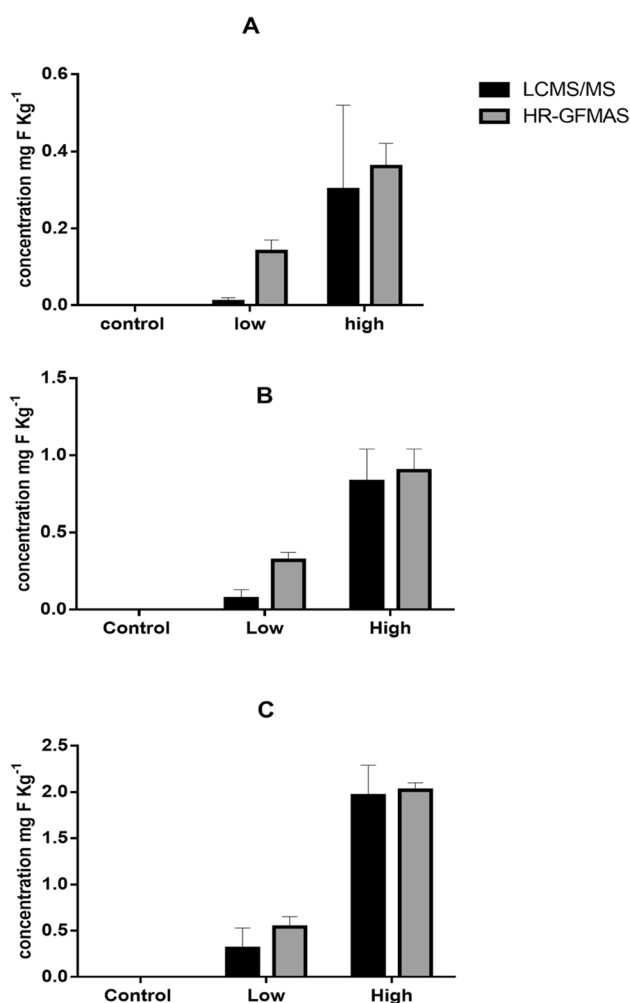 A
LCMS/MS
HR-GFMAS
concentration mg F Kg⁻¹
0.6
0.4
0.2
0.0
control low high
B
concentration mg F Kg⁻¹
1.5
1.0
0.5
0.0
Control Low High
C
concentration mg F Kg⁻¹
2.5
2.0
1.5
1.0
0.5
0.0
Control Low High